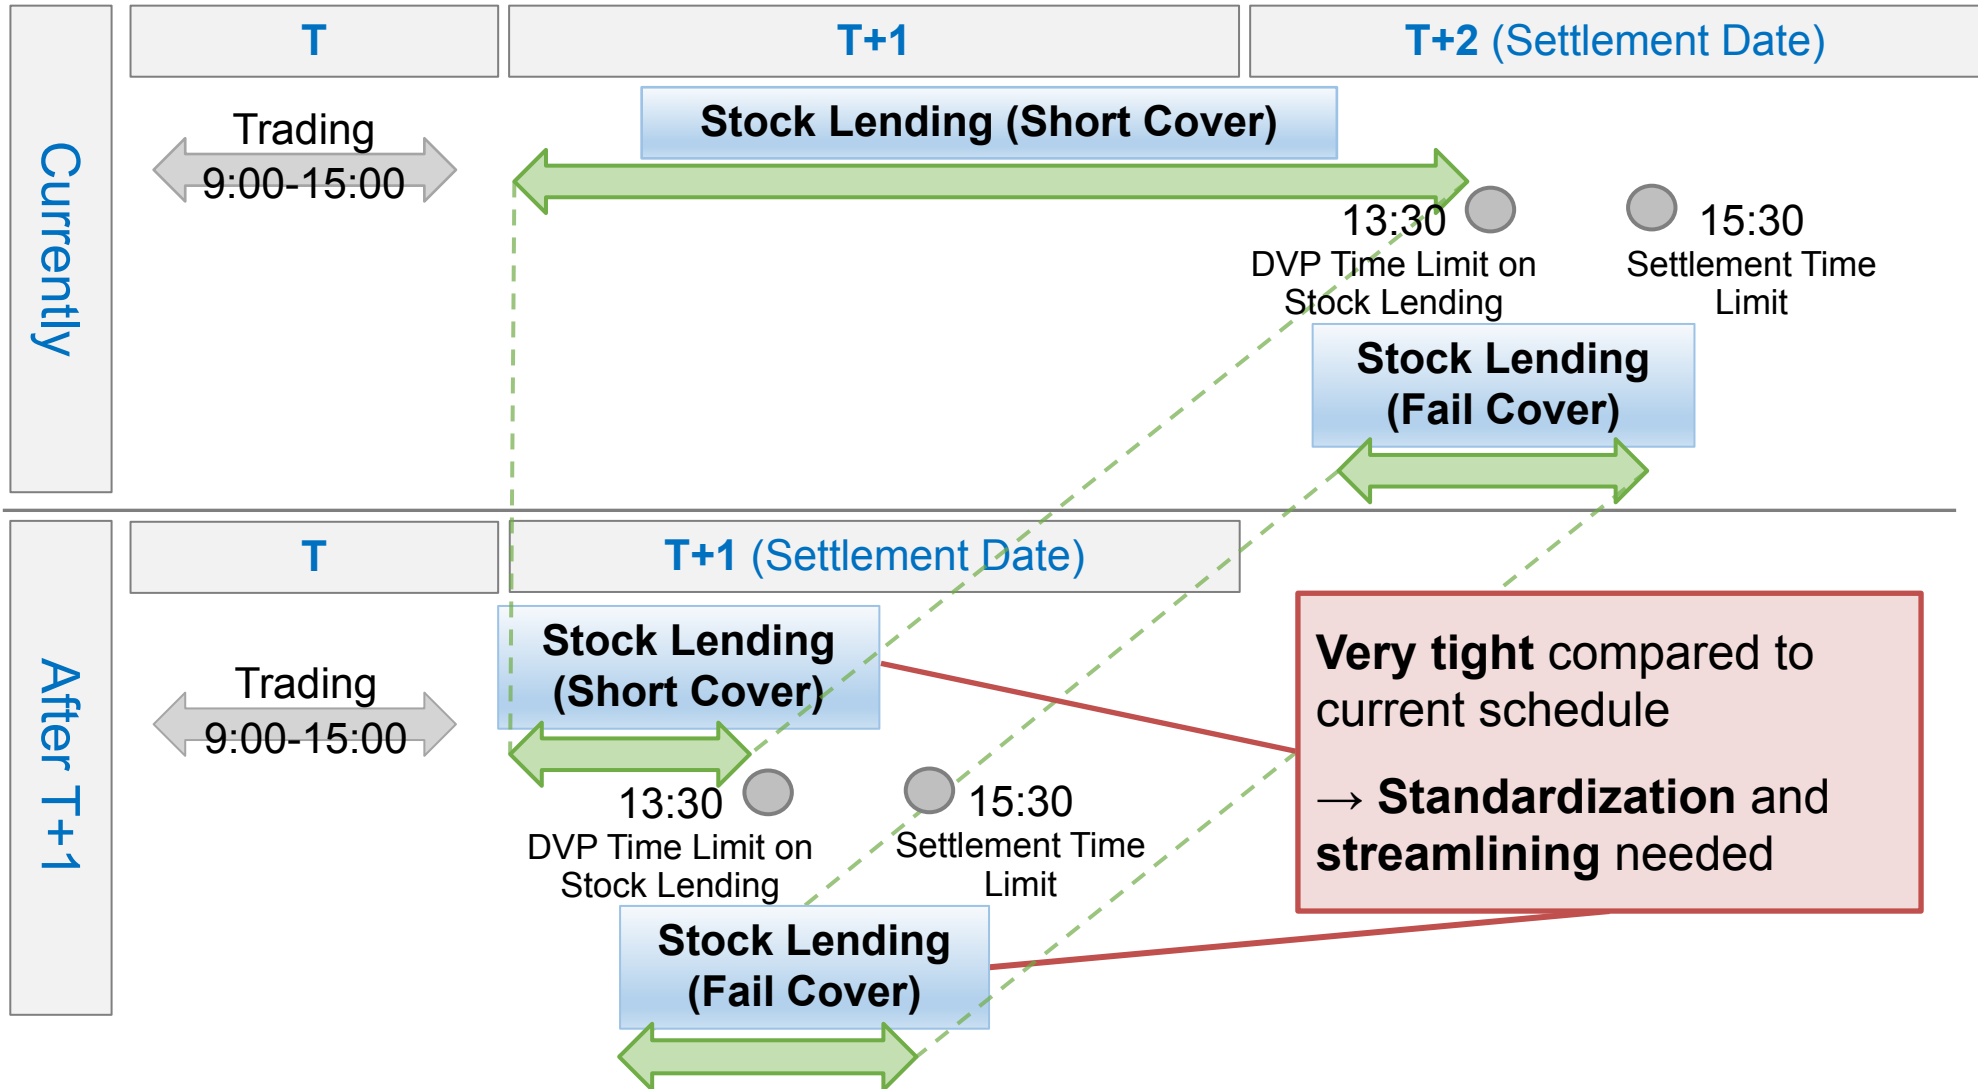 T
T+1
T+2 (Settlement Date)
Currently
Trading
9:00-15:00
Stock Lending (Short Cover)
13:30
DVP Time Limit on
Stock Lending
15:30
Settlement Time
Limit
Stock Lending
(Fail Cover)
T
T+1 (Settlement Date)
After T+1
Trading
9:00-15:00
Stock Lending
(Short Cover)
13:30
DVP Time Limit on
Stock Lending
15:30
Settlement Time
Limit
Stock Lending
(Fail Cover)
Very tight compared to
current schedule
→ Standardization and
streamlining needed